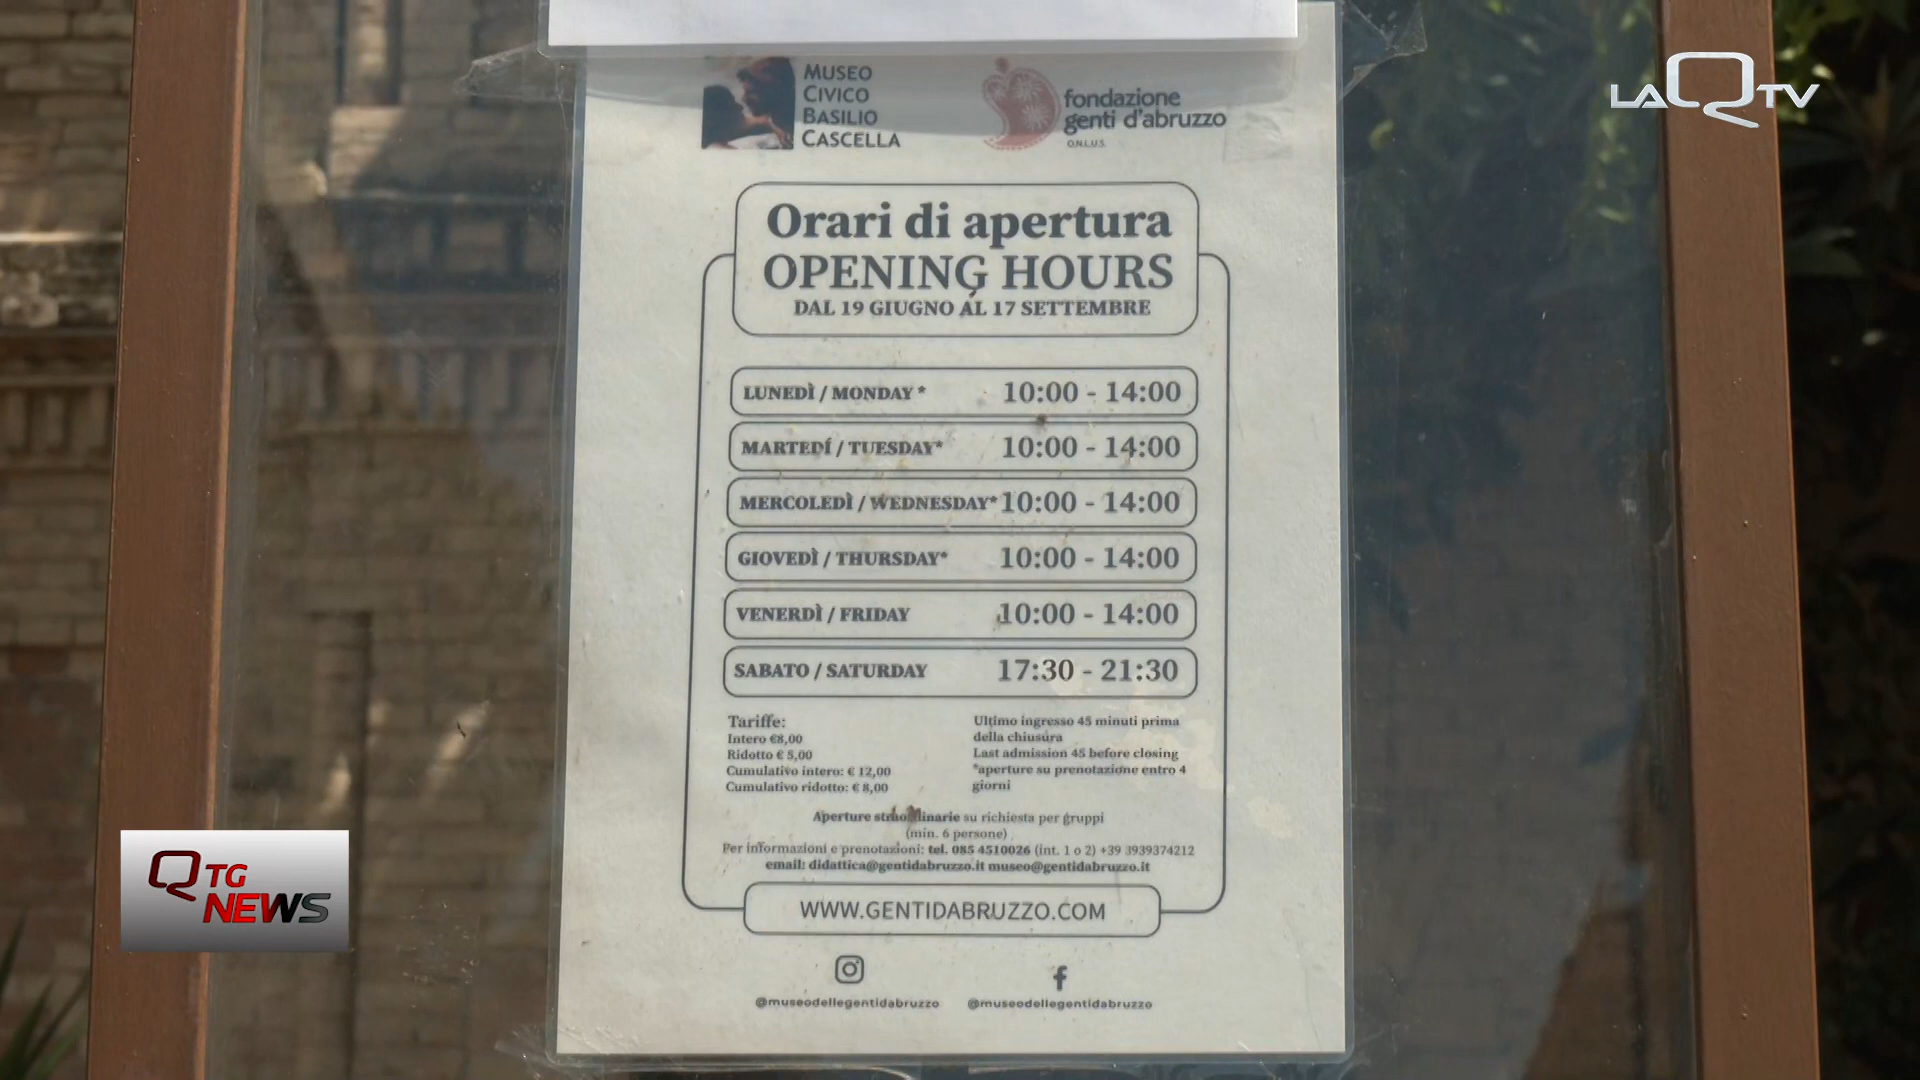 LAQTV
MUSEO
CIVICO
BASILIO
CASCELLA
fondazione
genti d'abruzzo
O.N.L.U.S.
Orari di apertura
OPENING HOURS
DAL 19 GIUGNO AL 17 SETTEMBRE
LUNEDÌ / MONDAY * 10:00 - 14:00
MARTEDÍ / TUESDAY* 10:00 - 14:00
MERCOLEDÌ / WEDNESDAY* 10:00 - 14:00
GIOVEDÌ / THURSDAY* 10:00 - 14:00
VENERDÌ / FRIDAY 10:00 - 14:00
SABATO / SATURDAY 17:30 - 21:30
Tariffe:
Intero €8,00
Ridotto € 5,00
Cumulativo intero: € 12,00
Cumulativo ridotto: € 8,00
Ultimo ingresso 45 minuti prima
della chiusura
Last admission 45 before closing
*aperture su prenotazione entro 4
giorni
Aperture straordinarie su richiesta per gruppi
(min. 6 persone)
Per informazioni e prenotazioni: tel. 085 4510026 (int. 1 o 2) +39 3939374212
email: didattica@gentidabruzzo.it museo@gentidabruzzo.it
WWW.GENTIDABRUZZO.COM
@museodellegentidabruzzo @museodellegentidabruzzo
Q TG
NEWS